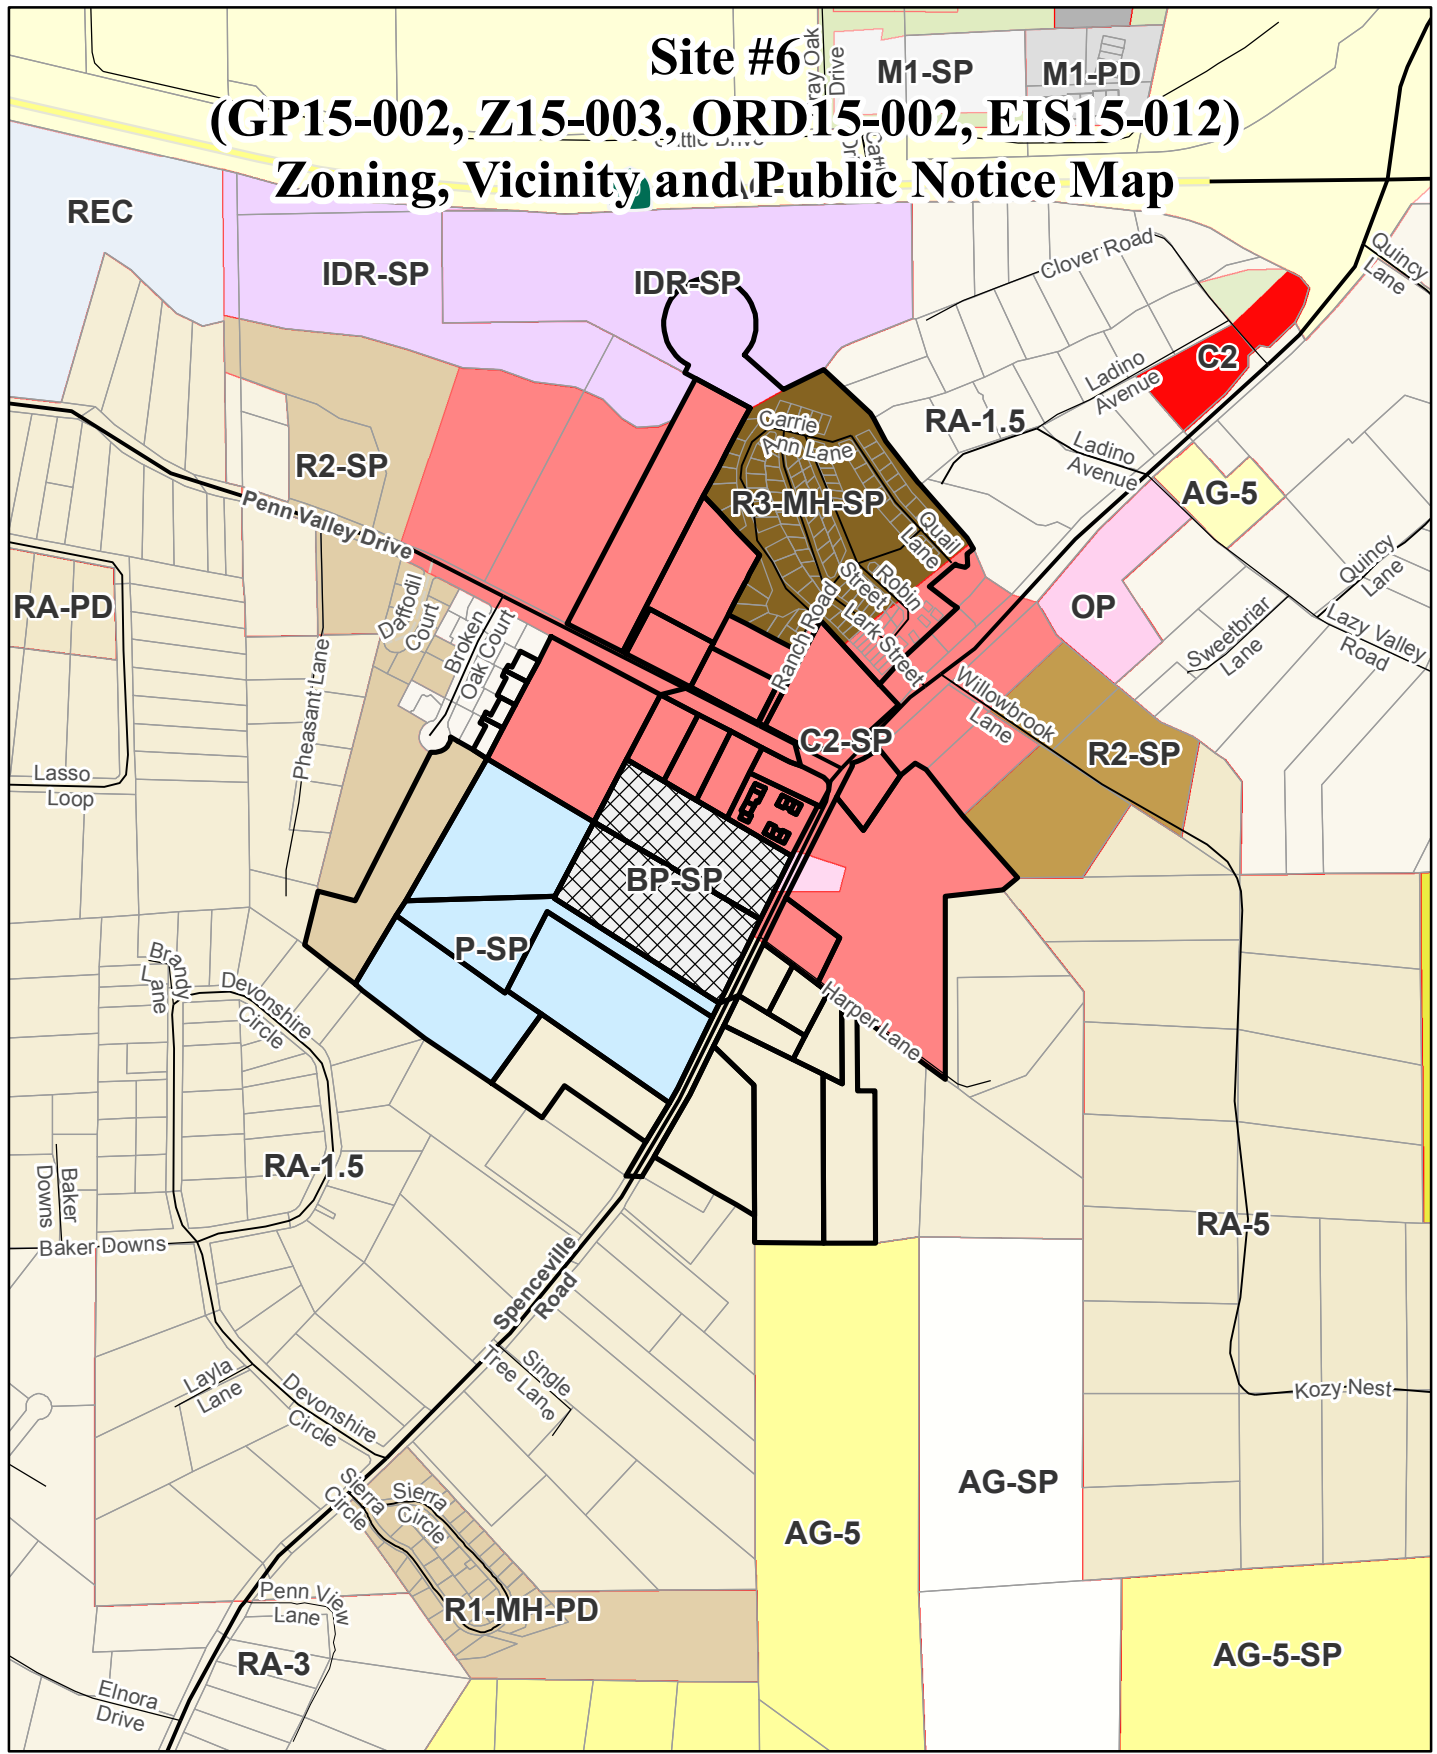 Site #6
(GP15-002, Z15-003, ORD15-002, EIS15-012)
Zoning, Vicinity and Public Notice Map
Drive
M1-SP
M1-PD
Cattle Drive
REC
IDR-SP
IDR-SP
Clover Road
Quincy
Lane
C2
Ladino
Avenue
RA-1.5
Ladino
Avenue
AG-5
Carrie
Ann Lane
R2-SP
R3-MH-SP
Penn Valley Drive
Quail
Lane
Quincy
Lane
Robin
Street
Lark Street
Ranch Road
RA-PD
Daffodil
Court
Broken
Oak Court
OP
Sweetbriar
Lane
Lazy Valley
Road
Pheasant Lane
Willowbrook
Lane
C2-SP
R2-SP
Lasso
Loop
BP-SP
P-SP
Brandy
Lane
Devonshire
Circle
Harper Lane
RA-1.5
Baker
Downs
Baker Downs
RA-5
Spenceville
Road
Single
Tree Lane
Layla
Lane
Devonshire
Circle
Kozy Nest
AG-SP
Sierra
Circle
Sierra
Circle
AG-5
Penn View
Lane
R1-MH-PD
RA-3
AG-5-SP
Elnora
Drive